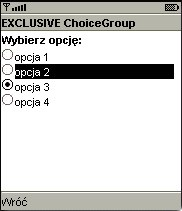 EXCLUSIVE ChoiceGroup
Wybierz opcję:
opcja 1
opcja 2
opcja 3
opcja 4
Wróć